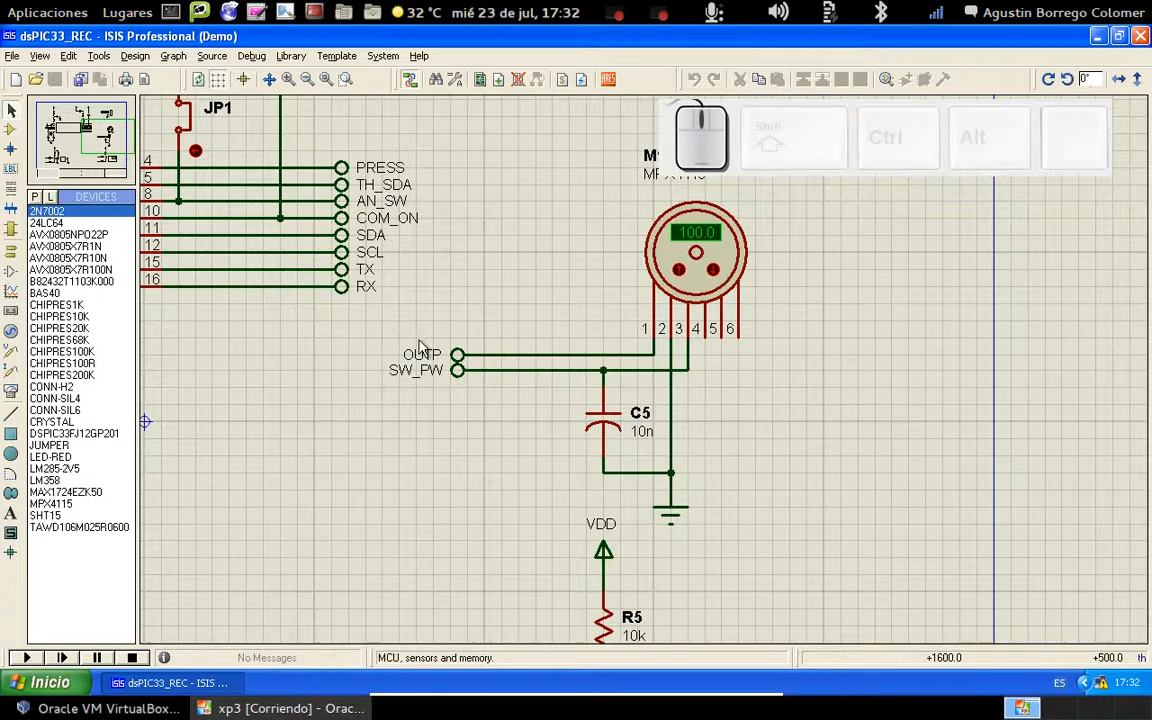 Aplicaciones Lugares 32 °C mié 23 de jul, 17:32 Agustin Borrego Colomer
dsPIC33_REC - ISIS Professional (Demo)
File View Edit Tools Design Graph Source Debug Library Template System Help
ARES
0°
P L DEVICES
2N7002
24LC64
AVX0805NPO22P
AVX0805X7R1N
AVX0805X7R10N
AVX0805X7R100N
B82432T1103K000
BAS40
CHIPRES1K
CHIPRES10K
CHIPRES20K
CHIPRES68K
CHIPRES100K
CHIPRES100R
CHIPRES200K
CONN-H2
CONN-SIL4
CONN-SIL6
CRYSTAL
DSPIC33FJ12GP201
JUMPER
LED-RED
LM285-2V5
LM358
MAX1724EZK50
MPX4115
SHT15
TAWD106M025R0600
LBL
JP1
4 PRESS
5 TH_SDA
8 AN_SW
10 COM_ON
11 SDA
12 SCL
15 TX
16 RX
Shift Ctrl Alt
100.0
1 2 3 4 5 6
OUTP
SW_PW
C5
10n
VDD
R5
10k
No Messages MCU, sensors and memory. +1600.0 +500.0 th
Inicio dsPIC33_REC - ISIS ... ES 17:32
Oracle VM VirtualBox... xp3 [Corriendo] - Orac...